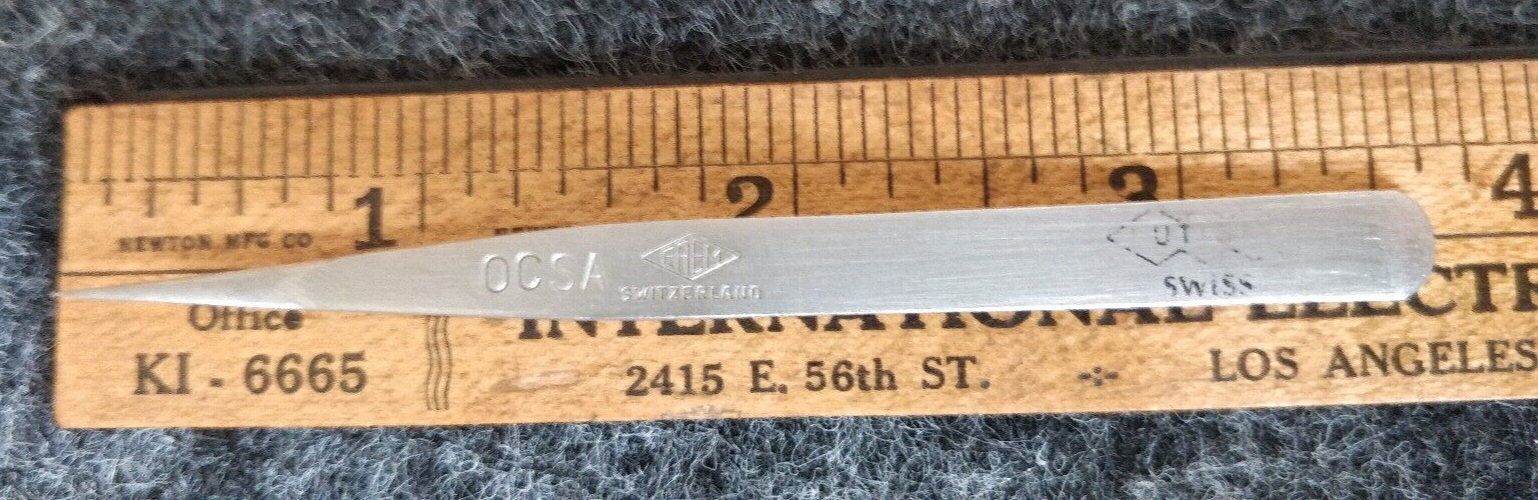 1 2 3 4
NEWTON MFG CO
OCSA
SWITZERLAND
SWISS
Office
INTERNATIONAL ELECTR
KI - 6665
2415 E. 56th ST.
LOS ANGELES